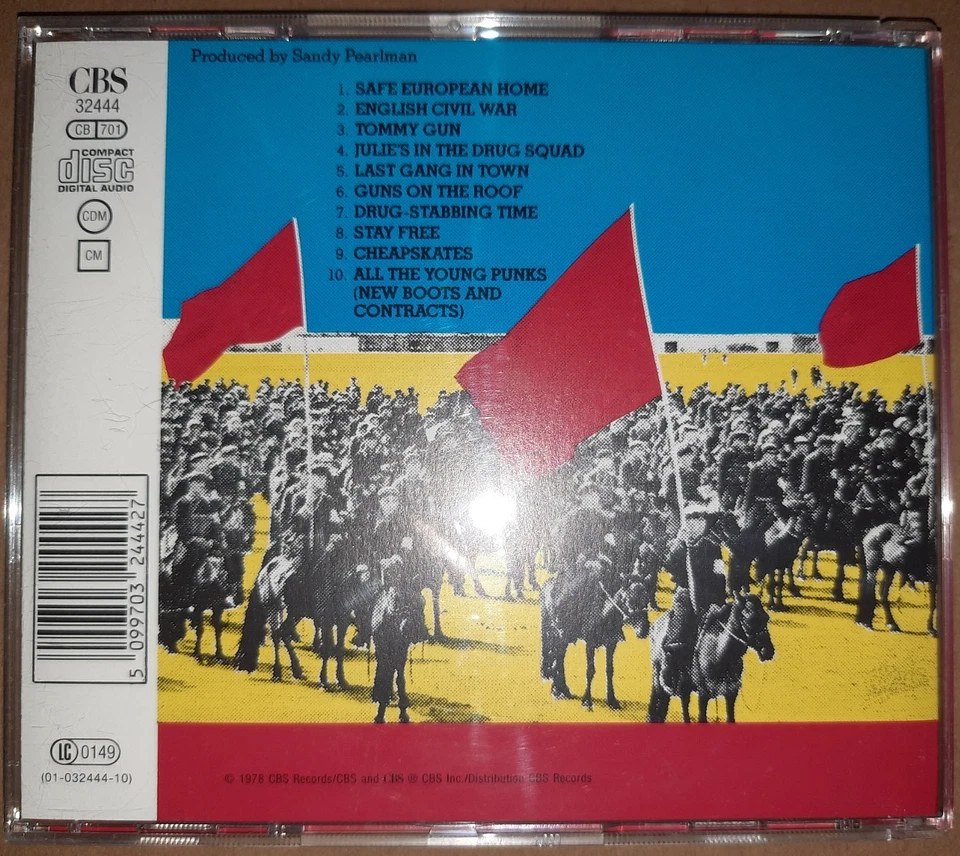 Produced by Sandy Pearlman
1. SAFE EUROPEAN HOME
2. ENGLISH CIVIL WAR
3. TOMMY GUN
4. JULIE'S IN THE DRUG SQUAD
5. LAST GANG IN TOWN
6. GUNS ON THE ROOF
7. DRUG-STABBING TIME
8. STAY FREE
9. CHEAPSKATES
10. ALL THE YOUNG PUNKS
(NEW BOOTS AND
CONTRACTS)
CBS
32444
CB 701
COMPACT
disc
DIGITAL AUDIO
CDM
CM
5 099703 244427
LC 0149
(01-032444-10)
© 1978 CBS Records/CBS and CBS ® CBS Inc./Distribution CBS Records